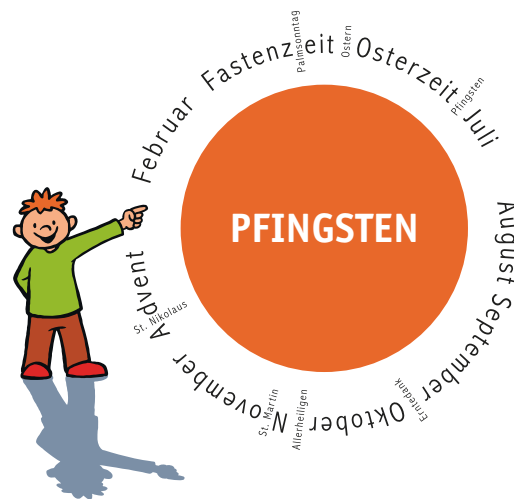 PFINGSTEN
Februar
Fastenzeit
Palmsonntag
Ostern
Osterzeit
Pfingsten
Juli
August
September
Erntedank
Oktober
Allerheiligen
St. Martin
November
St. Nikolaus
Advent